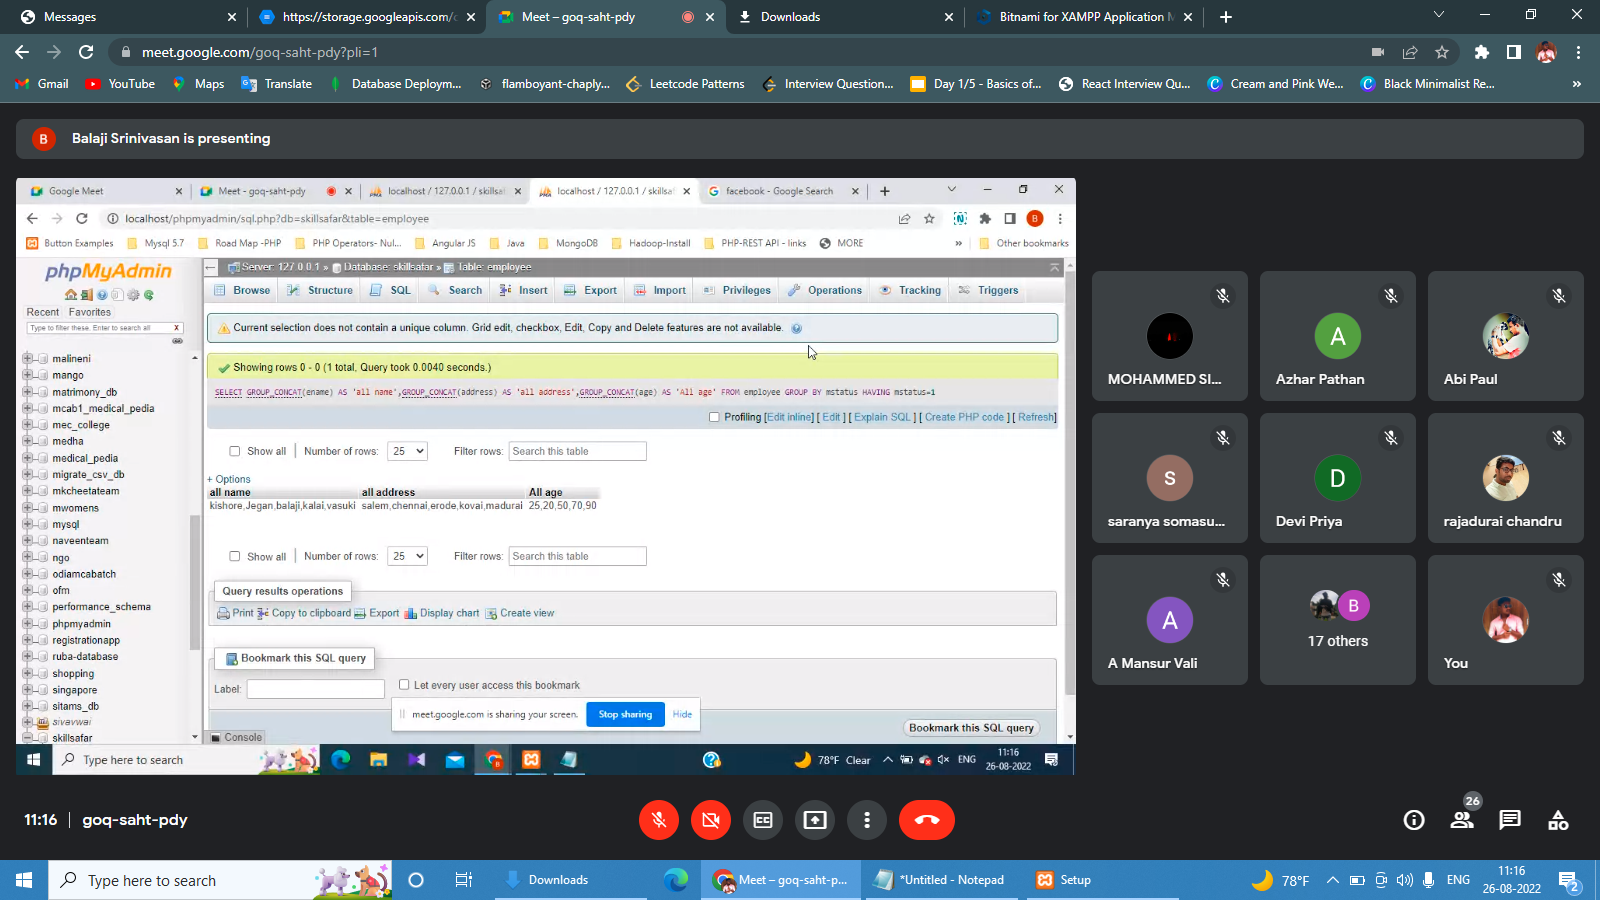 Messages
https://storage.googleapis.com/c
Meet – goq-saht-pdy
Downloads
Bitnami for XAMPP Application M
meet.google.com/goq-saht-pdy?pli=1
Gmail
YouTube
Maps
Translate
Database Deploym...
flamboyant-chaply...
Leetcode Patterns
Interview Question...
Day 1/5 - Basics of...
React Interview Qu...
Cream and Pink We...
Black Minimalist Re...
B
Balaji Srinivasan is presenting
Google Meet
Meet - goq-saht-pdy
localhost / 127.0.0.1 / skillsa
localhost / 127.0.0.1 / skillsa
facebook - Google Search
localhost/phpmyadmin/sql.php?db=skillsafar&table=employee
B
Button Examples
Mysql 5.7
Road Map -PHP
PHP Operators- Nul...
Angular JS
Java
MongoDB
Hadoop-Install
PHP-REST API - links
MORE
Other bookmarks
phpMyAdmin
Recent
Favorites
Type to filter these, Enter to search all
X
malineni
mango
matrimony_db
mcab1_medical_pedia
mec_college
medha
medical_pedia
migrate_csv_db
mkcheetateam
mwomens
mysql
naveenteam
ngo
odiamcabatch
ofm
performance_schema
phpmyadmin
registrationapp
ruba-database
shopping
singapore
sitams_db
sivavwai
skillsafar
Server: 127.0.0.1 » Database: skillsafar » Table: employee
Browse
Structure
SQL
Search
Insert
Export
Import
Privileges
Operations
Tracking
Triggers
Current selection does not contain a unique column. Grid edit, checkbox, Edit, Copy and Delete features are not available.
Showing rows 0 - 0 (1 total, Query took 0.0040 seconds.)
SELECT GROUP_CONCAT(ename) AS 'all name',GROUP_CONCAT(address) AS 'all address',GROUP_CONCAT(age) AS 'All age' FROM employee GROUP BY mstatus HAVING mstatus=1
Profiling [Edit inline] [ Edit ] [ Explain SQL ] [ Create PHP code ] [ Refresh]
Show all
Number of rows:
25
Filter rows:
Search this table
+ Options
all name
all address
All age
kishore,Jegan,balaji,kalai,vasuki
salem,chennai,erode,kovai,madurai
25,20,50,70,90
Show all
Number of rows:
25
Filter rows:
Search this table
Query results operations
Print
Copy to clipboard
Export
Display chart
Create view
Bookmark this SQL query
Label:
Let every user access this bookmark
meet.google.com is sharing your screen.
Stop sharing
Hide
Bookmark this SQL query
Console
Type here to search
78°F Clear
ENG
11:16
26-08-2022
MOHAMMED SI...
A
Azhar Pathan
Abi Paul
s
saranya somasu...
D
Devi Priya
rajadurai chandru
A
A Mansur Vali
B
17 others
You
11:16
goq-saht-pdy
26
Type here to search
Downloads
Meet – goq-saht-p...
*Untitled - Notepad
Setup
78°F
ENG
11:16
26-08-2022
2